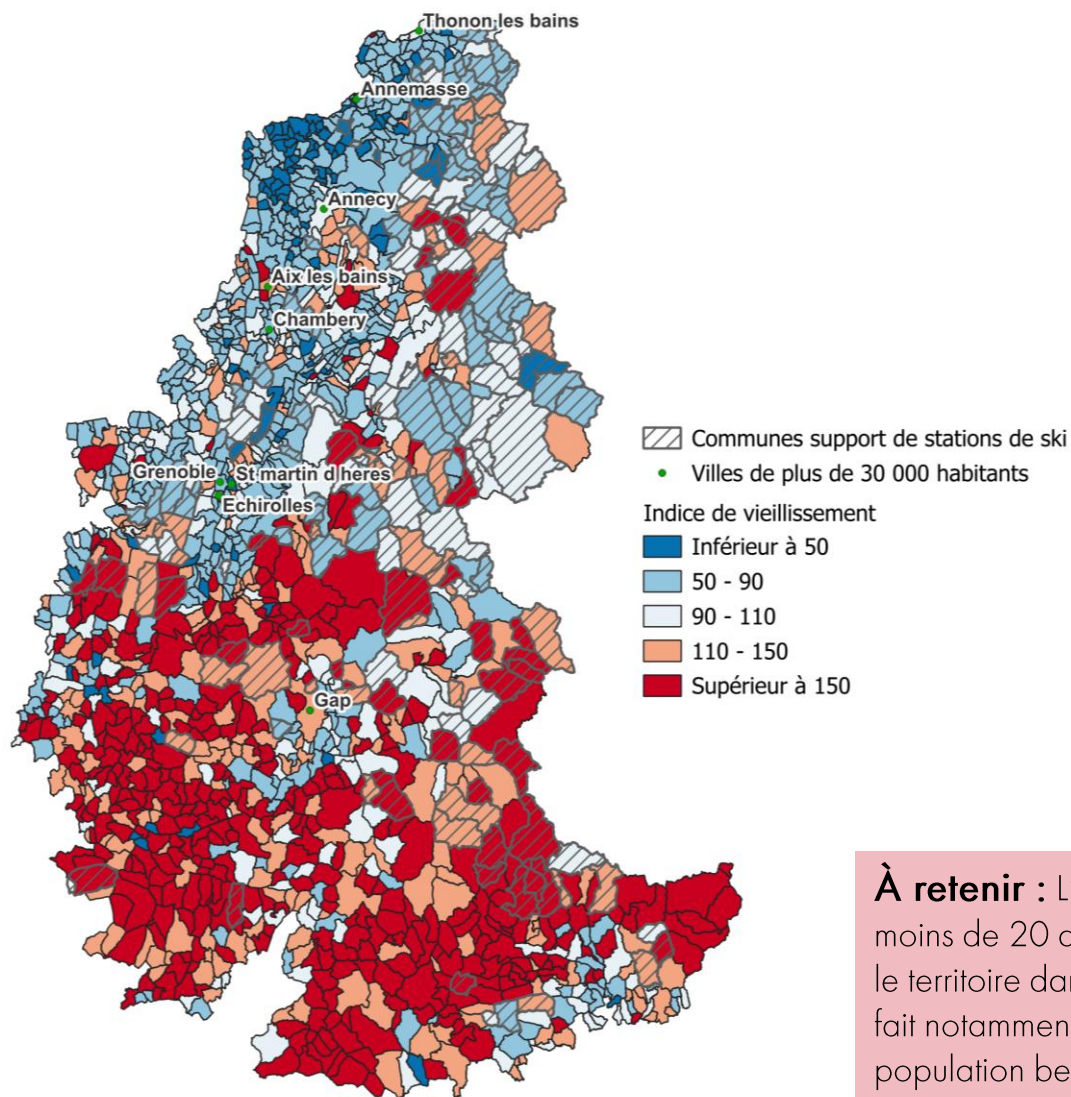 Thonon les bains
Annemasse
Annecy
Aix les bains
Chambery
Grenoble
St martin d heres
Echirolles
Gap
Communes support de stations de ski
Villes de plus de 30 000 habitants
Indice de vieillissement
Inférieur à 50
50 - 90
90 - 110
110 - 150
Supérieur à 150
À retenir : L
moins de 20 a
le territoire da
fait notammen
population be